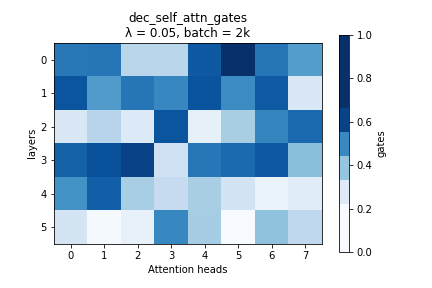 dec_self_attn_gates
λ = 0.05, batch = 2k
layers
0
1
2
3
4
5
0 1 2 3 4 5 6 7
Attention heads
1.0
0.8
0.6
0.4
0.2
0.0
gates